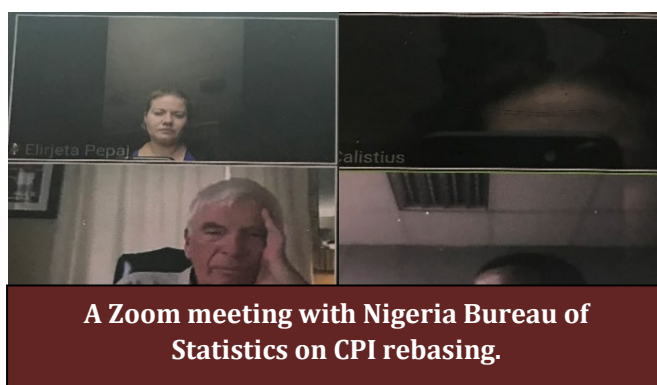 Elirjeta Pepaj
Calistius
A Zoom meeting with Nigeria Bureau of
Statistics on CPI rebasing.